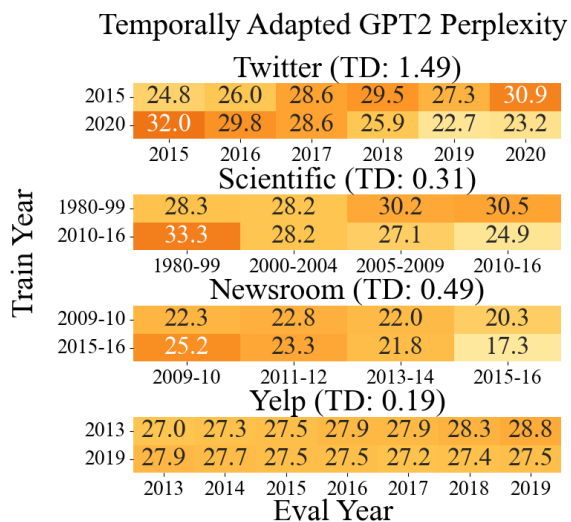 Temporally Adapted GPT2 Perplexity
Twitter (TD: 1.49)
2015 24.8 26.0 28.6 29.5 27.3 30.9
2020 32.0 29.8 28.6 25.9 22.7 23.2
2015 2016 2017 2018 2019 2020
Scientific (TD: 0.31)
1980-99 28.3 28.2 30.2 30.5
2010-16 33.3 28.2 27.1 24.9
1980-99 2000-2004 2005-2009 2010-16
Train Year
Newsroom (TD: 0.49)
2009-10 22.3 22.8 22.0 20.3
2015-16 25.2 23.3 21.8 17.3
2009-10 2011-12 2013-14 2015-16
Yelp (TD: 0.19)
2013 27.0 27.3 27.5 27.9 27.9 28.3 28.8
2019 27.9 27.7 27.5 27.5 27.2 27.4 27.5
2013 2014 2015 2016 2017 2018 2019
Eval Year